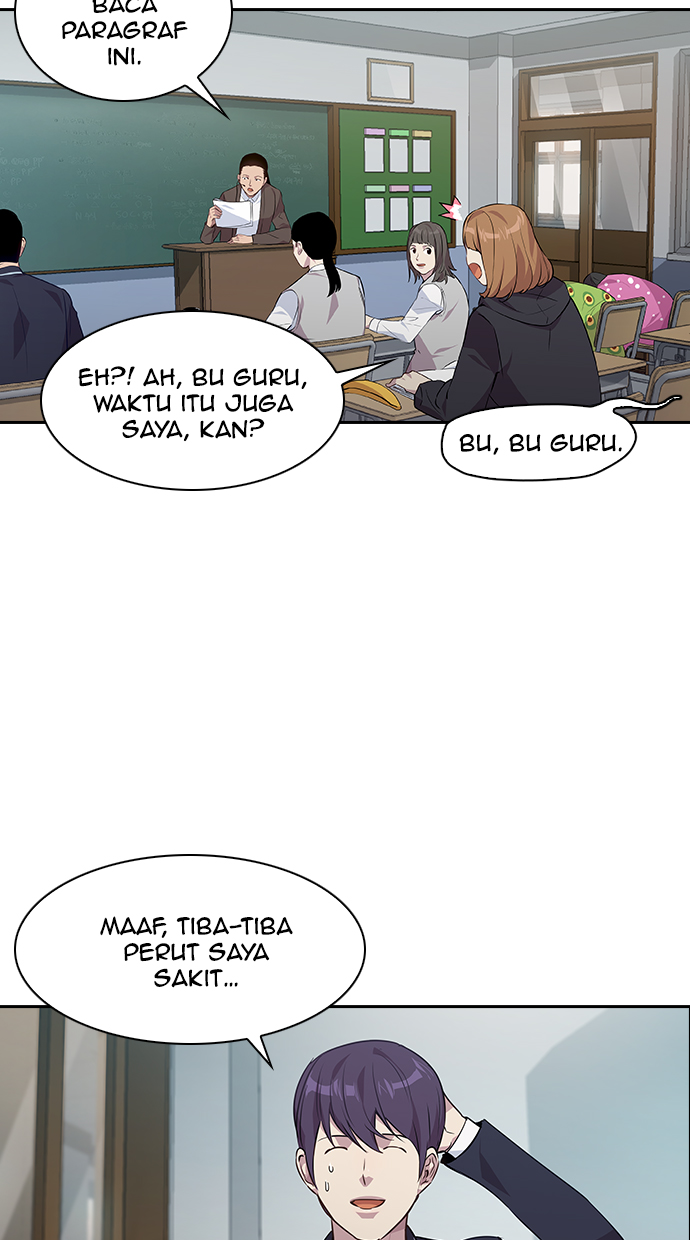 BACA
PARAGRAF
INI.
EH?! AH, BU GURU,
WAKTU ITU JUGA
SAYA, KAN?
BU, BU GURU.
MAAF, TIBA-TIBA
PERUT SAYA
SAKIT...